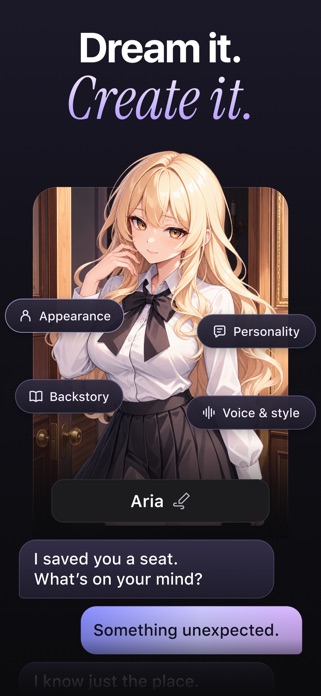 Dream it.
Create it.
Appearance
Personality
Backstory
Voice & style
Aria
I saved you a seat.
What's on your mind?
Something unexpected.
I know just the place.